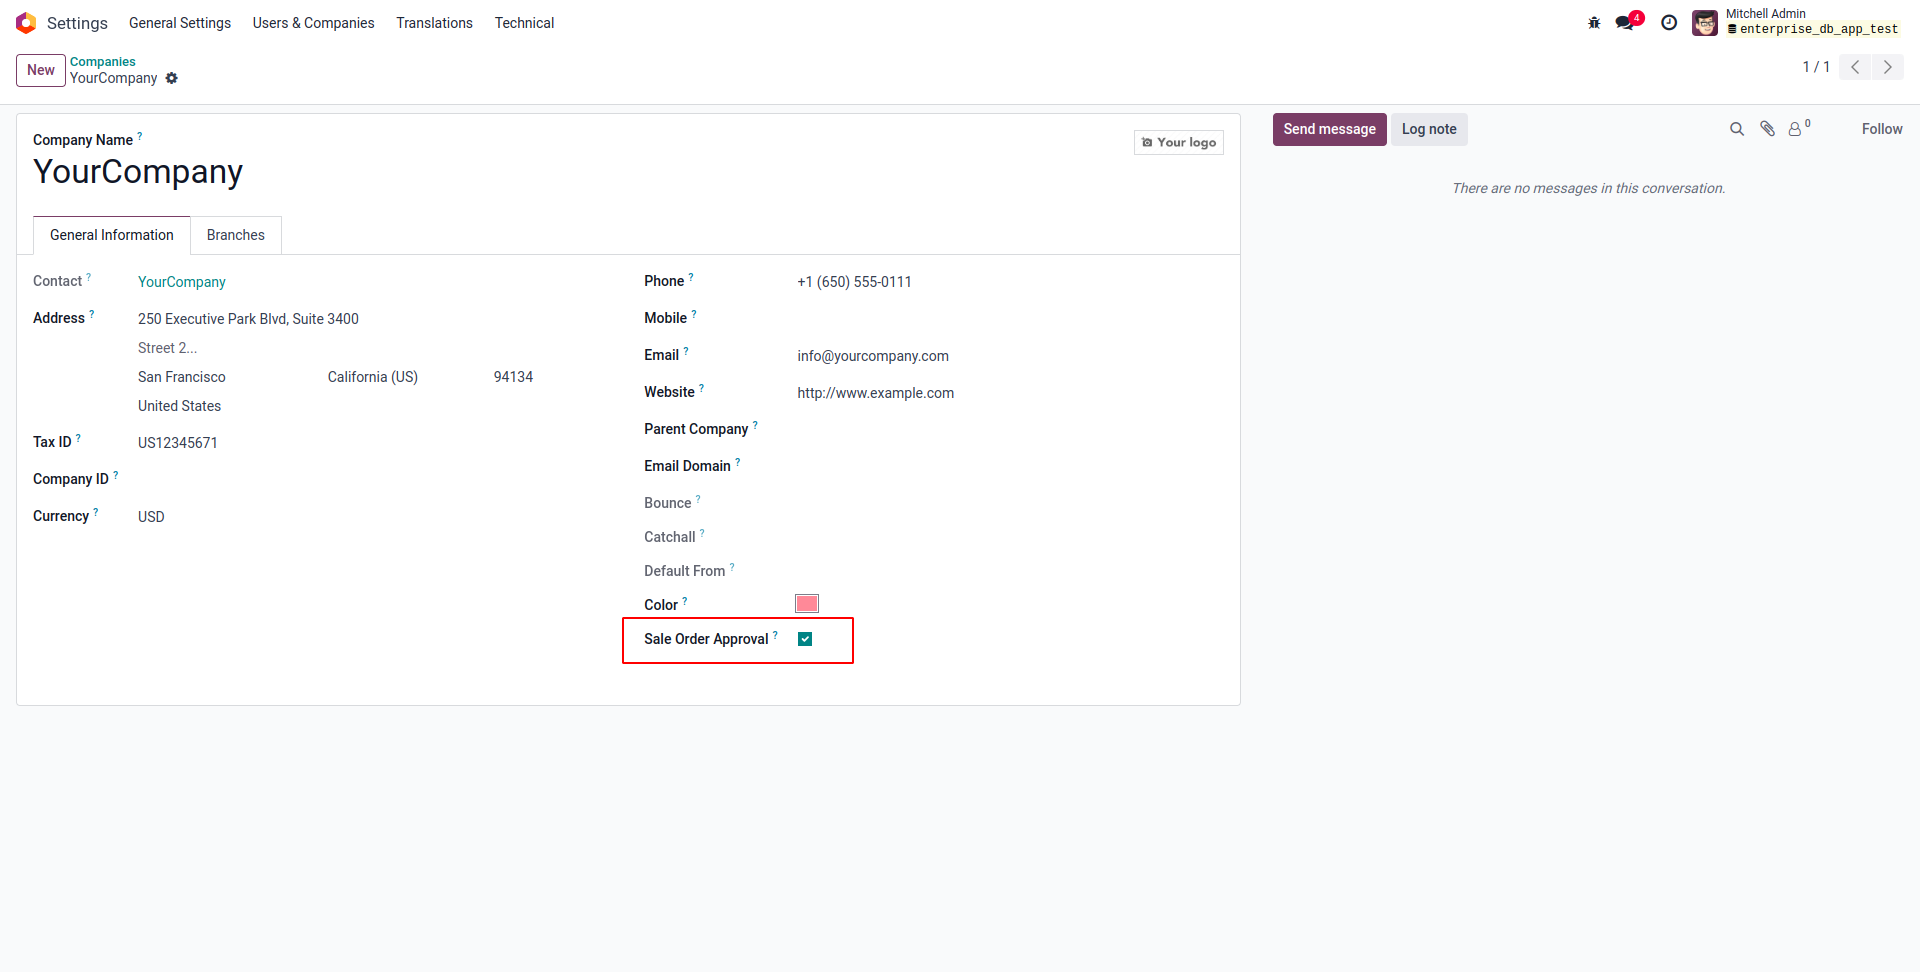 Settings General Settings Users & Companies Translations Technical 4 Mitchell Admin
enterprise_db_app_test
New Companies
YourCompany
1 / 1
Company Name ?
YourCompany
Your logo
Send message Log note 0 Follow
There are no messages in this conversation.
General Information Branches
Contact ? YourCompany
Address ? 250 Executive Park Blvd, Suite 3400
Street 2...
San Francisco California (US) 94134
United States
Tax ID ? US12345671
Company ID ?
Currency ? USD
Phone ? +1 (650) 555-0111
Mobile ?
Email ? info@yourcompany.com
Website ? http://www.example.com
Parent Company ?
Email Domain ?
Bounce ?
Catchall ?
Default From ?
Color ?
Sale Order Approval ?